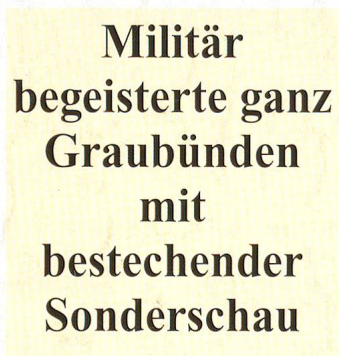 Militär
begeisterte ganz
Graubünden
mit
bestechender
Sonderschau